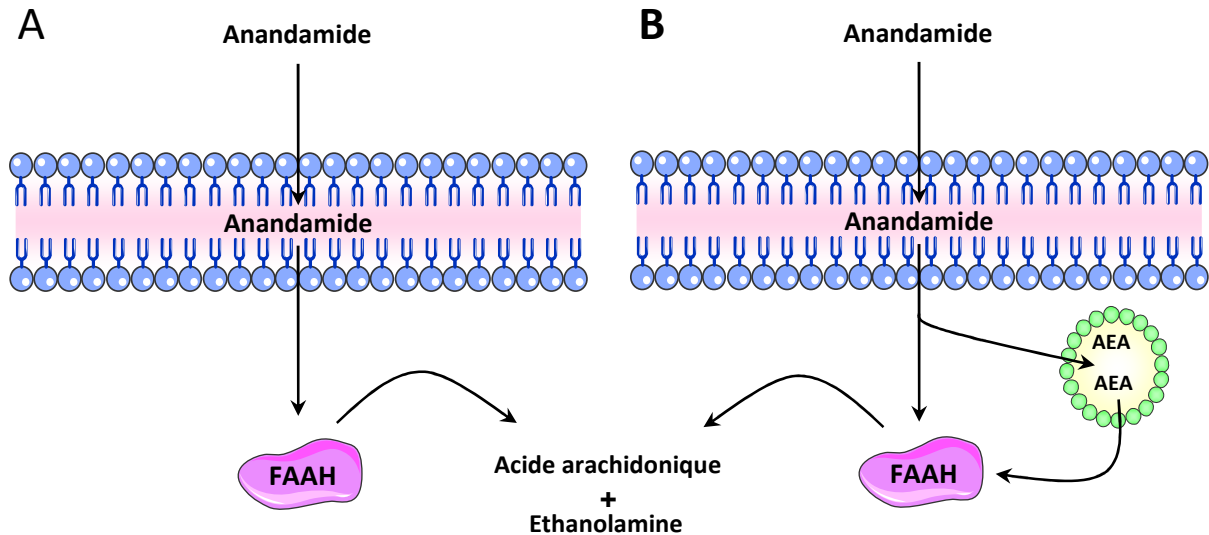 A
Anandamide
Anandamide
FAAH
Acide arachidonique
+
Ethanolamine
B
Anandamide
Anandamide
AEA
AEA
FAAH